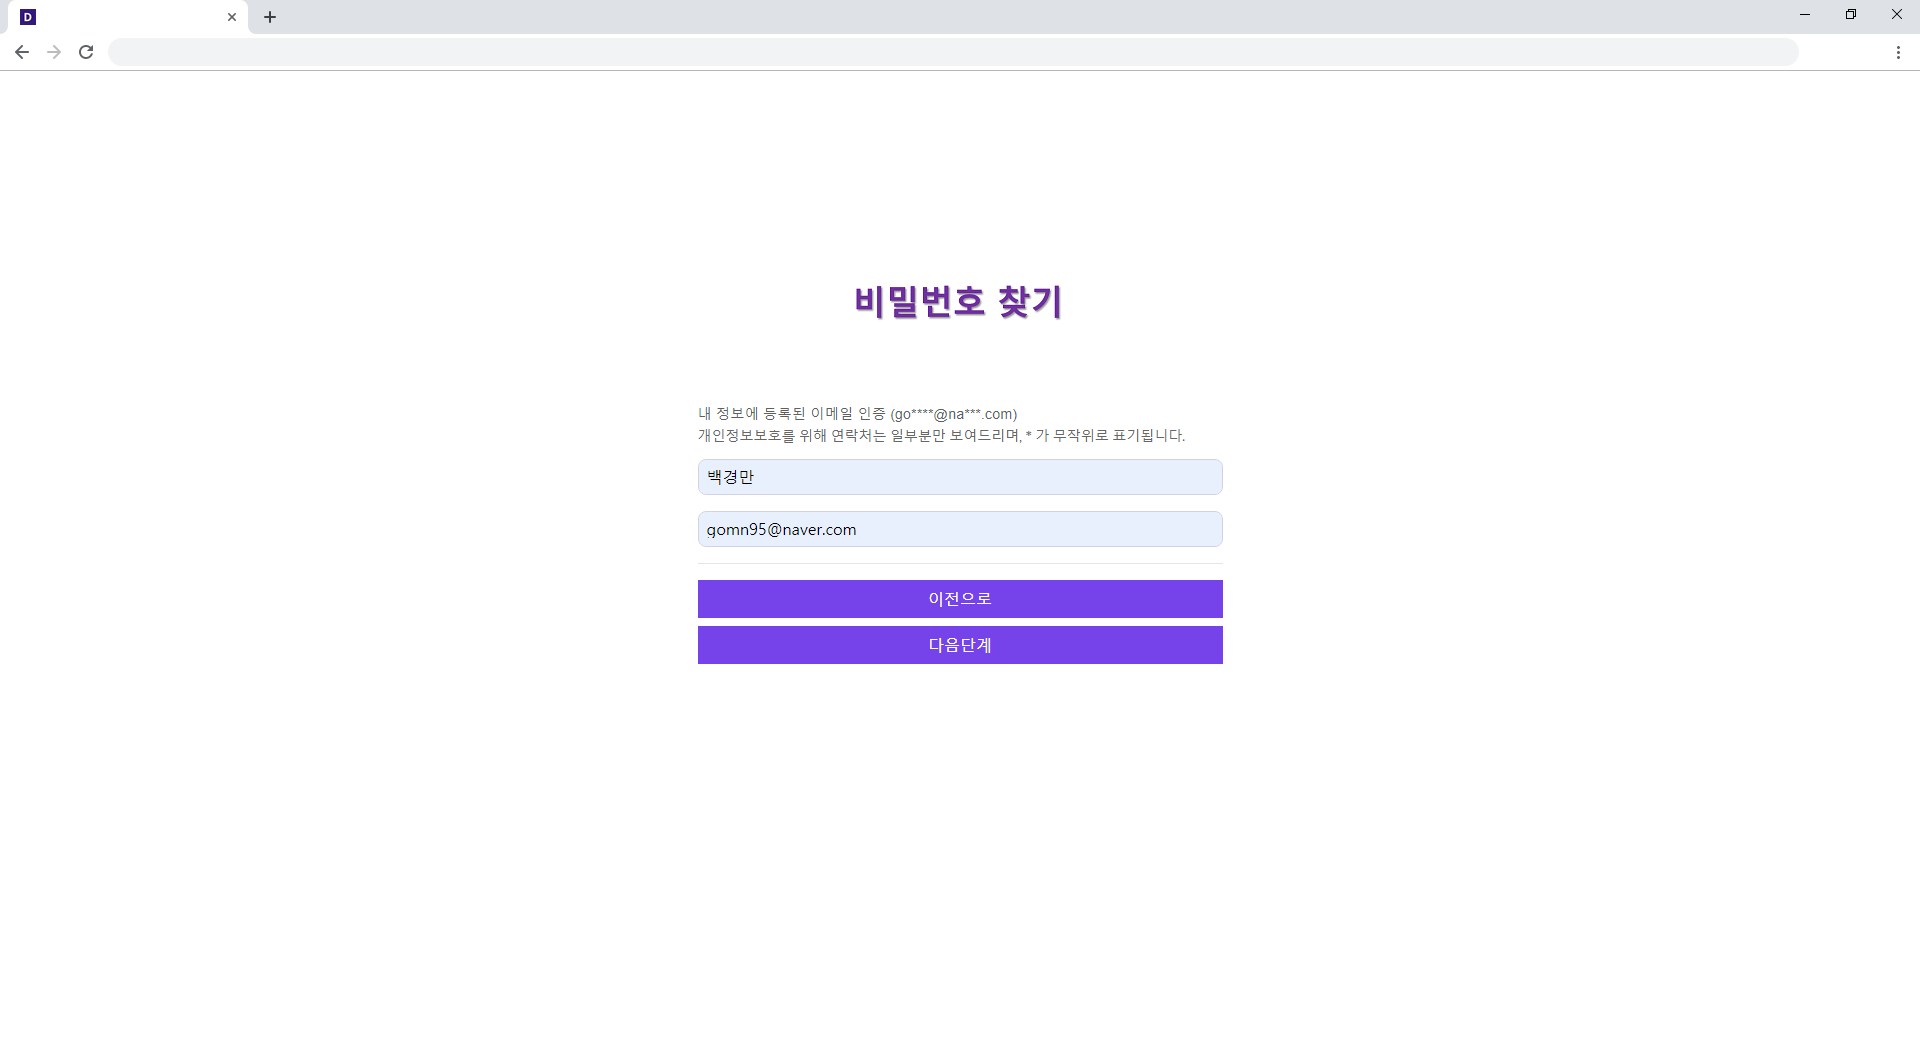 D
비밀번호 찾기
내 정보에 등록된 이메일 인증 (go****@na***.com)
개인정보보호를 위해 연락처는 일부분만 보여드리며, * 가 무작위로 표기됩니다.
백경만
gomn95@naver.com
이전으로
다음단계